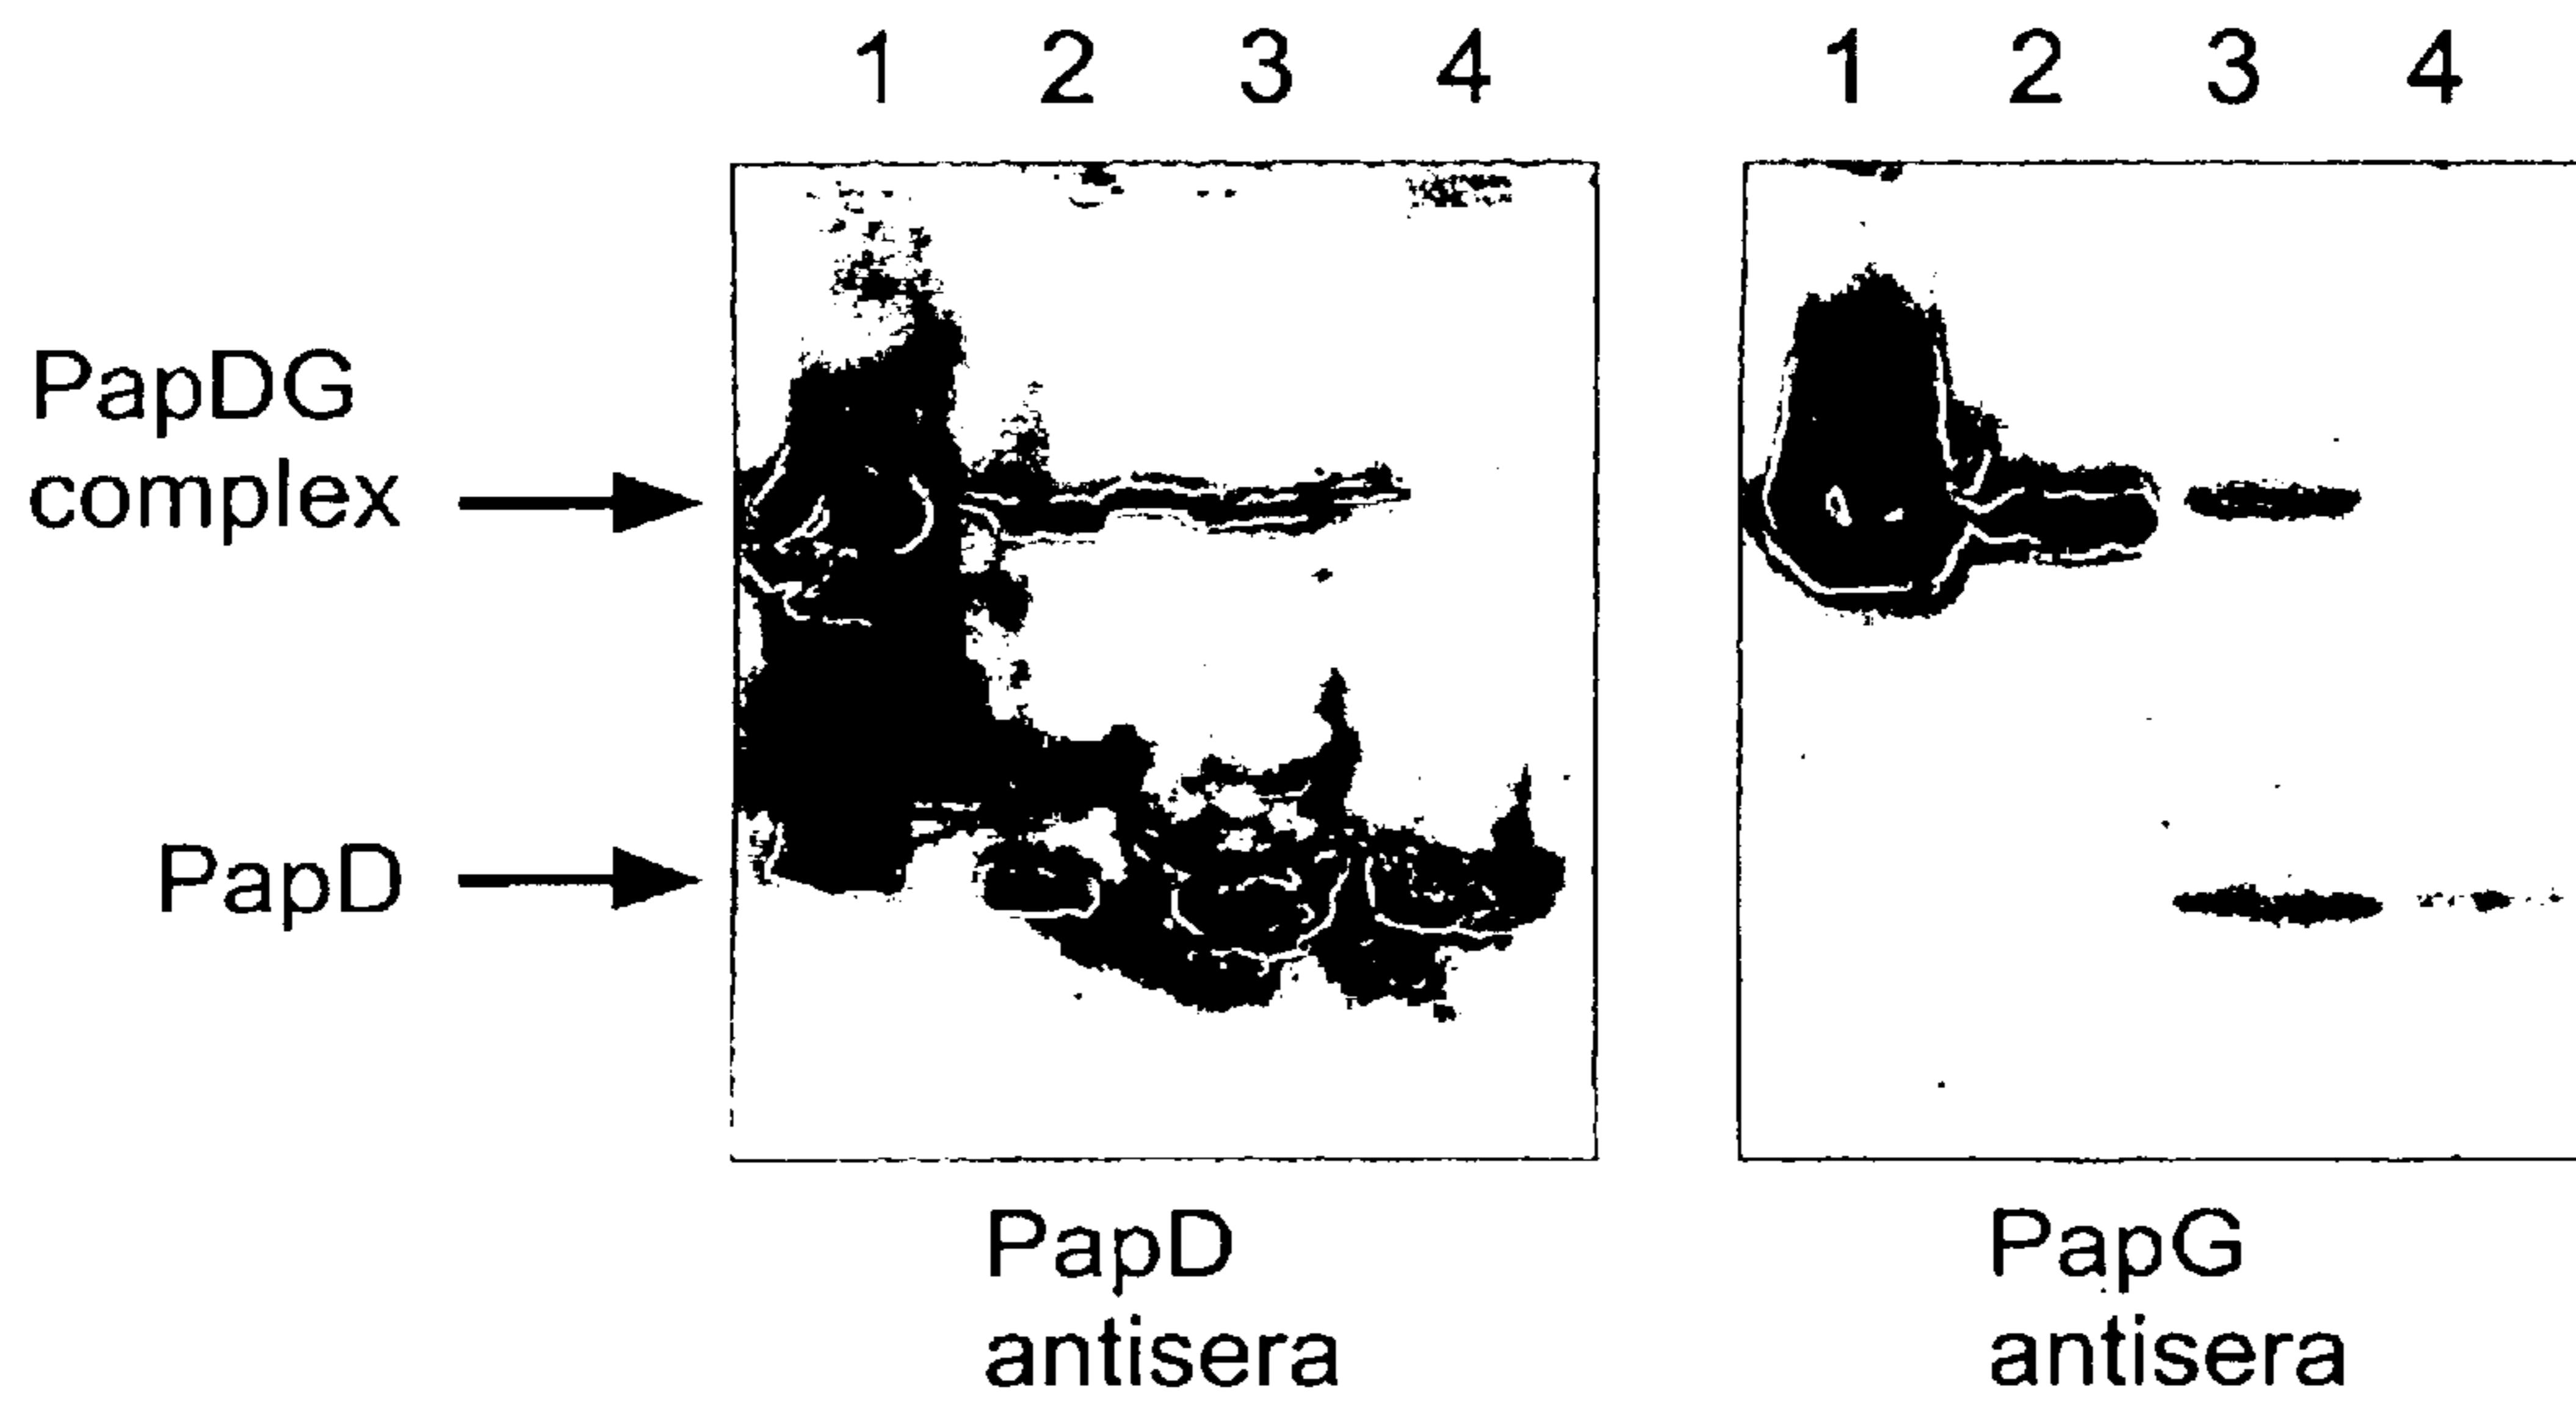 1 2 3 4 1 2 3 4
PapDG
complex
PapD
PapD
antisera
PapG
antisera